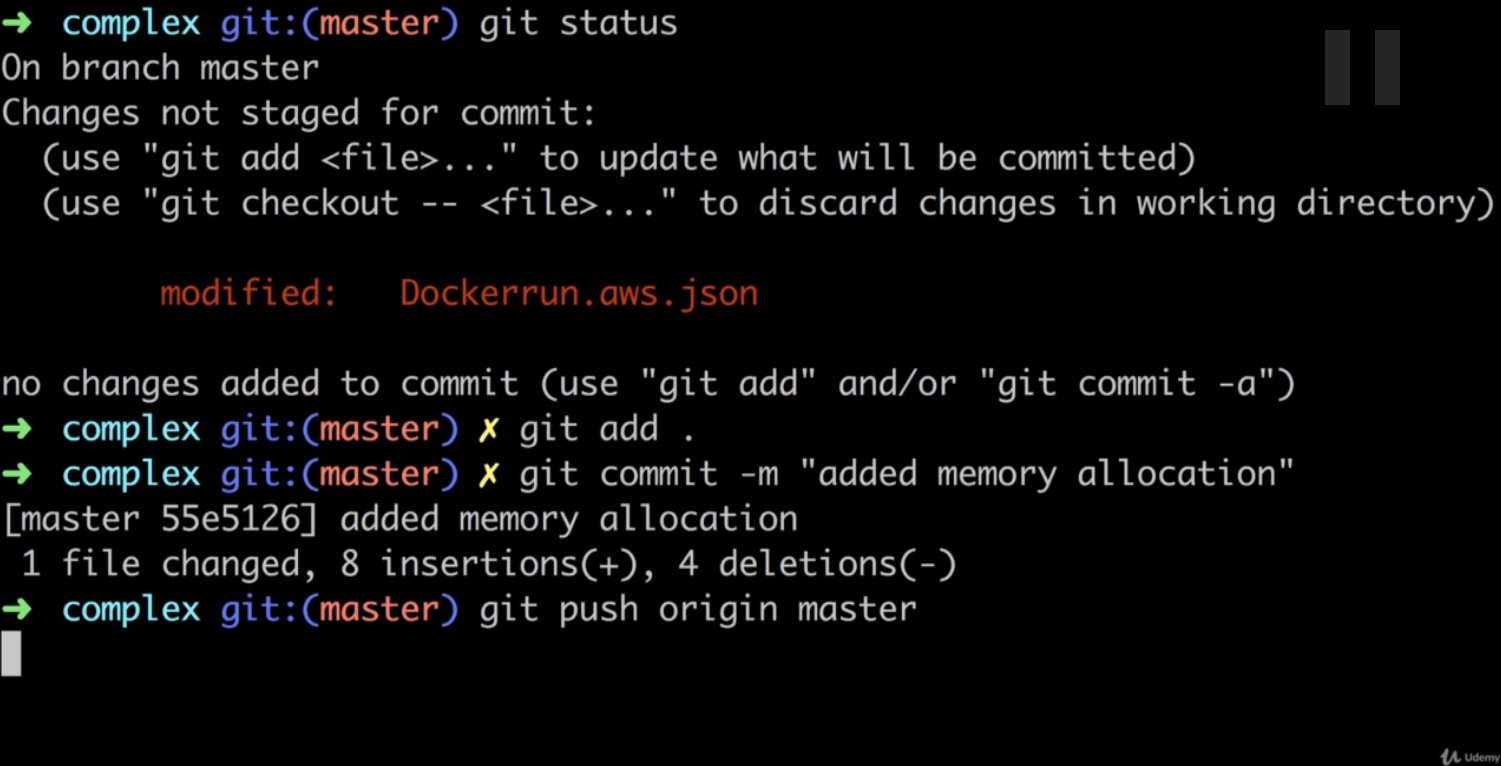 ➜  complex git:(master) git status
On branch master
Changes not staged for commit:
  (use "git add <file>..." to update what will be committed)
  (use "git checkout -- <file>..." to discard changes in working directory)
        modified:   Dockerrun.aws.json
no changes added to commit (use "git add" and/or "git commit -a")
➜  complex git:(master) ✗ git add .
➜  complex git:(master) ✗ git commit -m "added memory allocation"
[master 55e5126] added memory allocation
 1 file changed, 8 insertions(+), 4 deletions(-)
➜  complex git:(master) git push origin master
Udemy